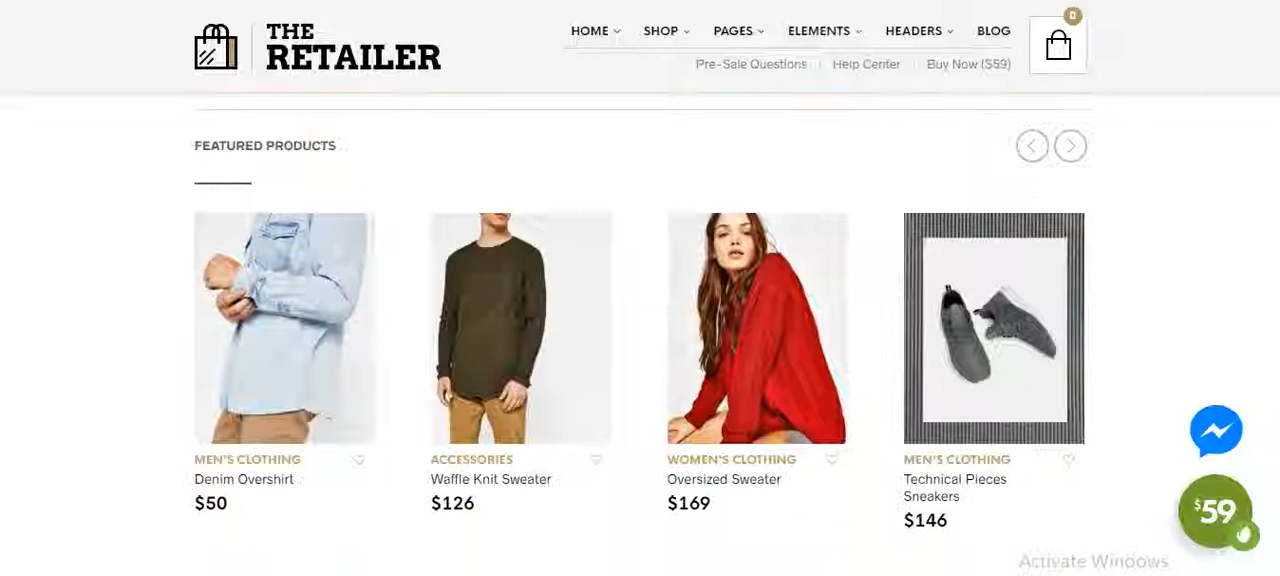 THE
RETAILER
HOME SHOP PAGES ELEMENTS HEADERS BLOG
Pre-Sale Questions Help Center Buy Now ($59)
0
FEATURED PRODUCTS
MEN'S CLOTHING
Denim Overshirt
$50
ACCESSORIES
Waffle Knit Sweater
$126
WOMEN'S CLOTHING
Oversized Sweater
$169
MEN'S CLOTHING
Technical Pieces
Sneakers
$146
$59
Activate Windows